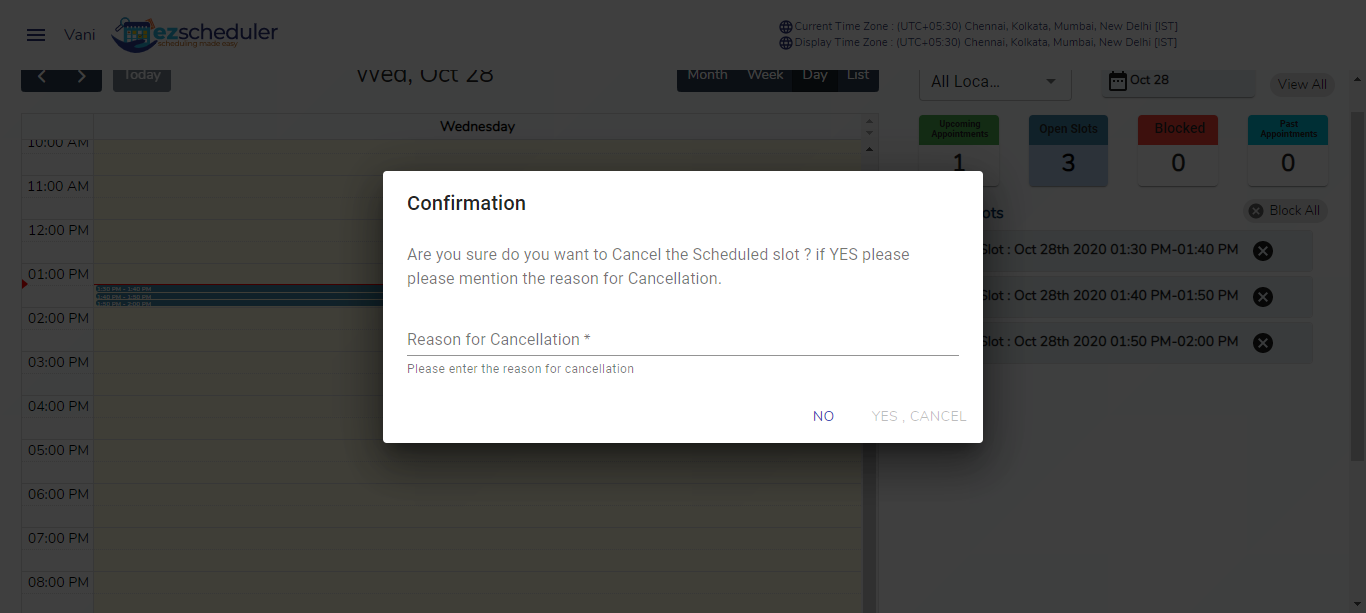 Vani
ezscheduler
scheduling made easy
Current Time Zone : (UTC+05:30) Chennai, Kolkata, Mumbai, New Delhi [IST]
Display Time Zone : (UTC+05:30) Chennai, Kolkata, Mumbai, New Delhi [IST]
Today
Wed, Oct 28
Month Week Day List
All Loca...
Oct 28
View All
Wednesday
10:00 AM
11:00 AM
12:00 PM
01:00 PM
1:30 PM - 1:40 PM
1:40 PM - 1:50 PM
1:50 PM - 2:00 PM
02:00 PM
03:00 PM
04:00 PM
05:00 PM
06:00 PM
07:00 PM
08:00 PM
Upcoming
Appointments
1
Open Slots
3
Blocked
0
Past
Appointments
0
ots
Block All
Slot : Oct 28th 2020 01:30 PM-01:40 PM
Slot : Oct 28th 2020 01:40 PM-01:50 PM
Slot : Oct 28th 2020 01:50 PM-02:00 PM
Confirmation
Are you sure do you want to Cancel the Scheduled slot ? if YES please
please mention the reason for Cancellation.
Reason for Cancellation *
Please enter the reason for cancellation
NO
YES , CANCEL